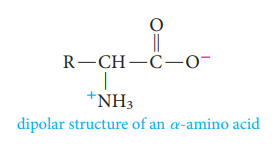 O
R—CH—C—O⁻
⁺NH₃
dipolar structure of an α-amino acid